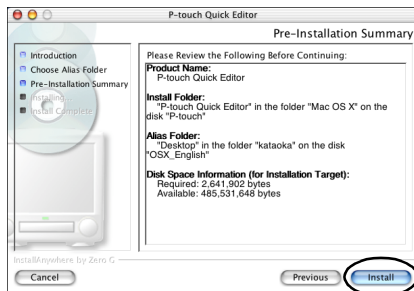 P-touch Quick Editor
Pre-Installation Summary
Introduction
Choose Alias Folder
Pre-Installation Summary
Installing...
Install Complete
Please Review the Following Before Continuing:
Product Name:
P-touch Quick Editor
Install Folder:
"P-touch Quick Editor" in the folder "Mac OS X" on the
disk "P-touch"
Alias Folder:
"Desktop" in the folder "kataoka" on the disk
"OSX_English"
Disk Space Information (for Installation Target):
Required: 2,641,902 bytes
Available: 485,531,648 bytes
InstallAnywhere by Zero G
Cancel
Previous
Install